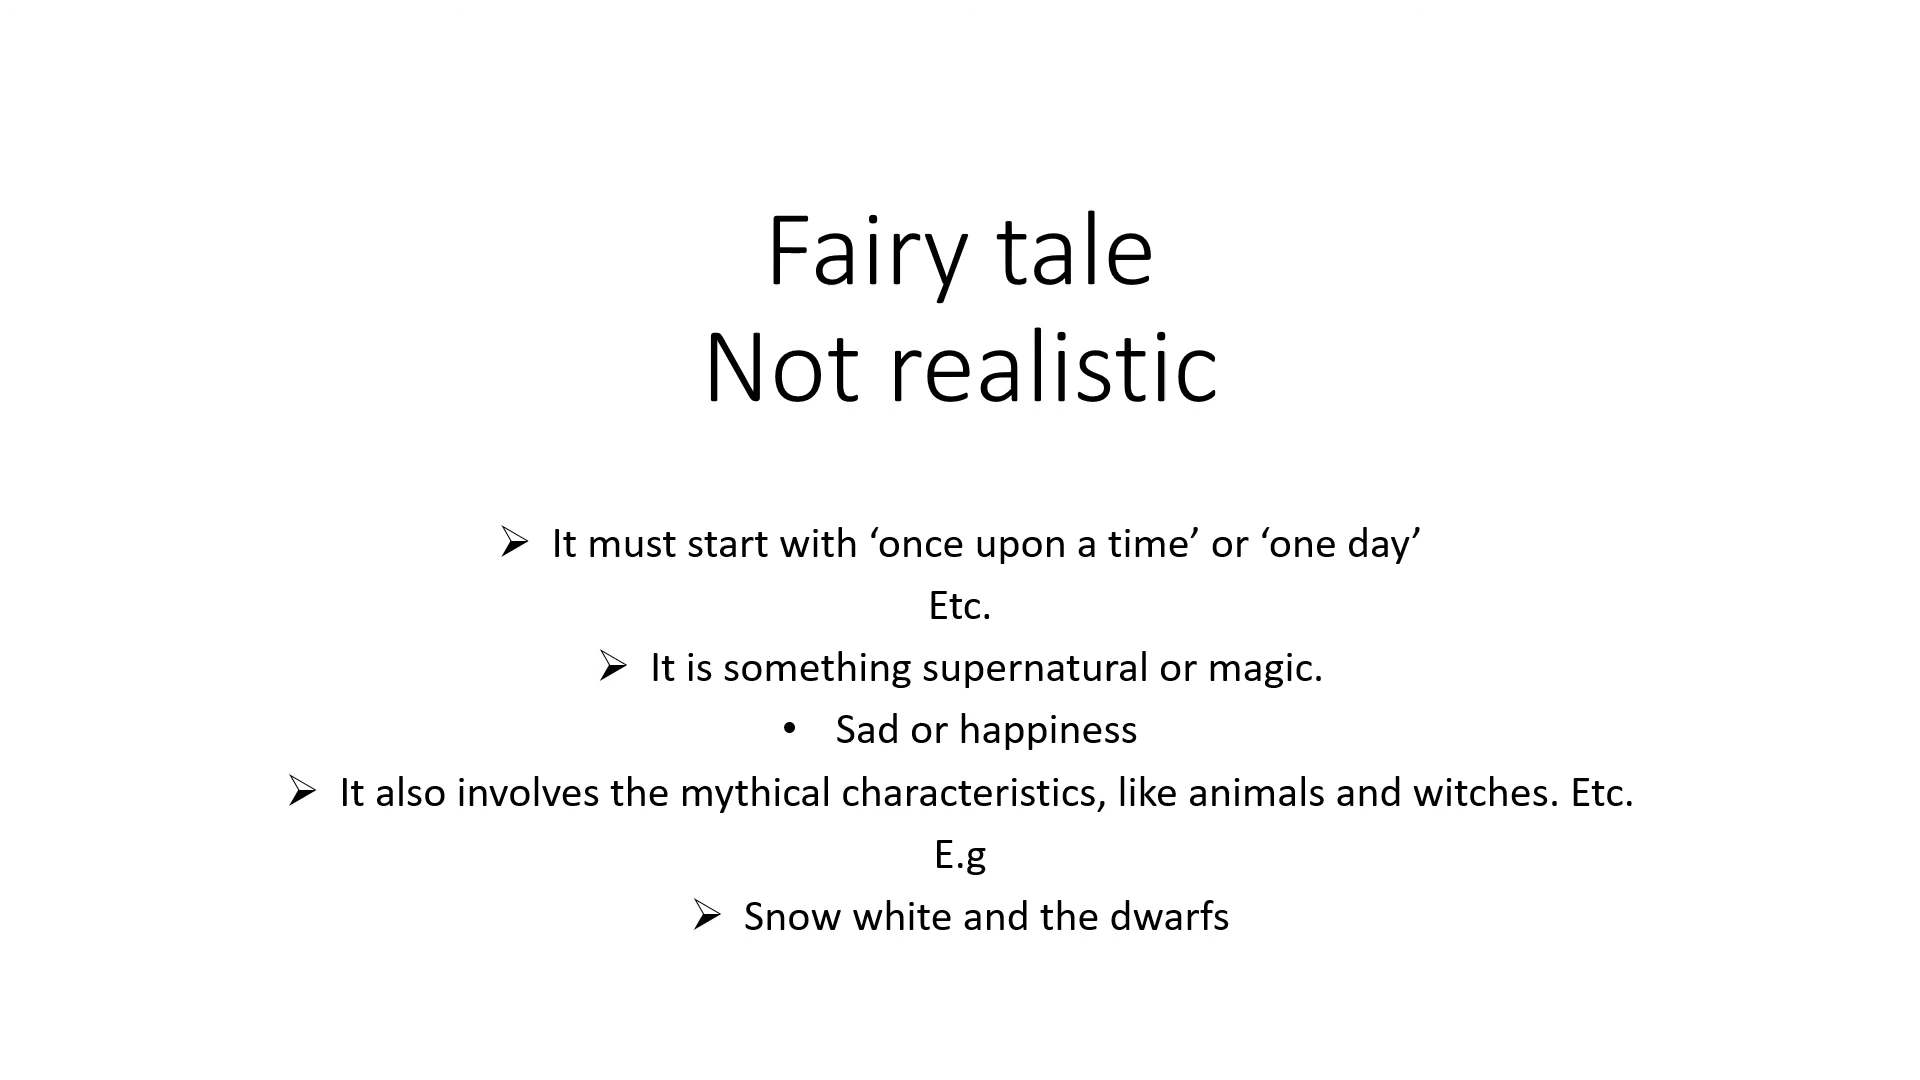 Fairy tale
Not realistic
➢ It must start with ‘once upon a time’ or ‘one day’
Etc.
➢ It is something supernatural or magic.
• Sad or happiness
➢ It also involves the mythical characteristics, like animals and witches. Etc.
E.g
➢ Snow white and the dwarfs